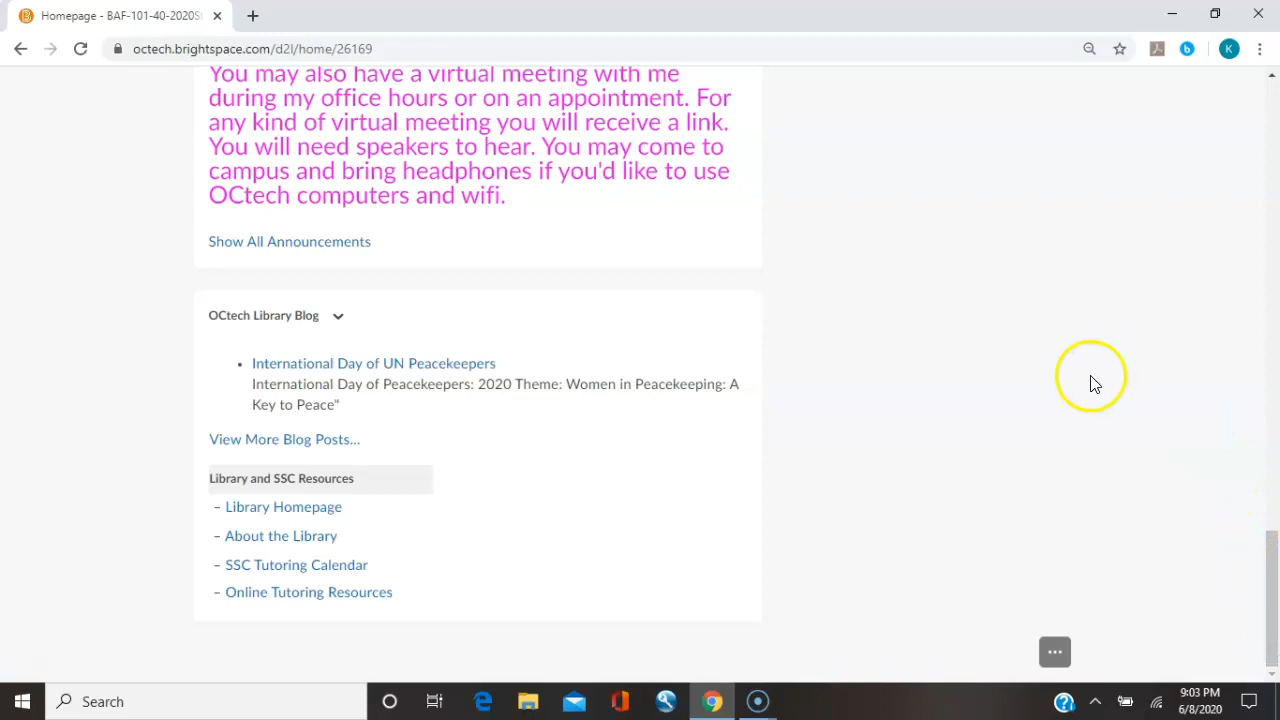 Homepage - BAF-101-40-2020S
octech.brightspace.com/d2l/home/26169
K
You may also have a virtual meeting with me
during my office hours or on an appointment. For
any kind of virtual meeting you will receive a link.
You will need speakers to hear. You may come to
campus and bring headphones if you'd like to use
OCtech computers and wifi.
Show All Announcements
OCtech Library Blog
International Day of UN Peacekeepers
International Day of Peacekeepers: 2020 Theme: Women in Peacekeeping: A
Key to Peace"
View More Blog Posts...
Library and SSC Resources
– Library Homepage
– About the Library
– SSC Tutoring Calendar
– Online Tutoring Resources
Search
9:03 PM
6/8/2020